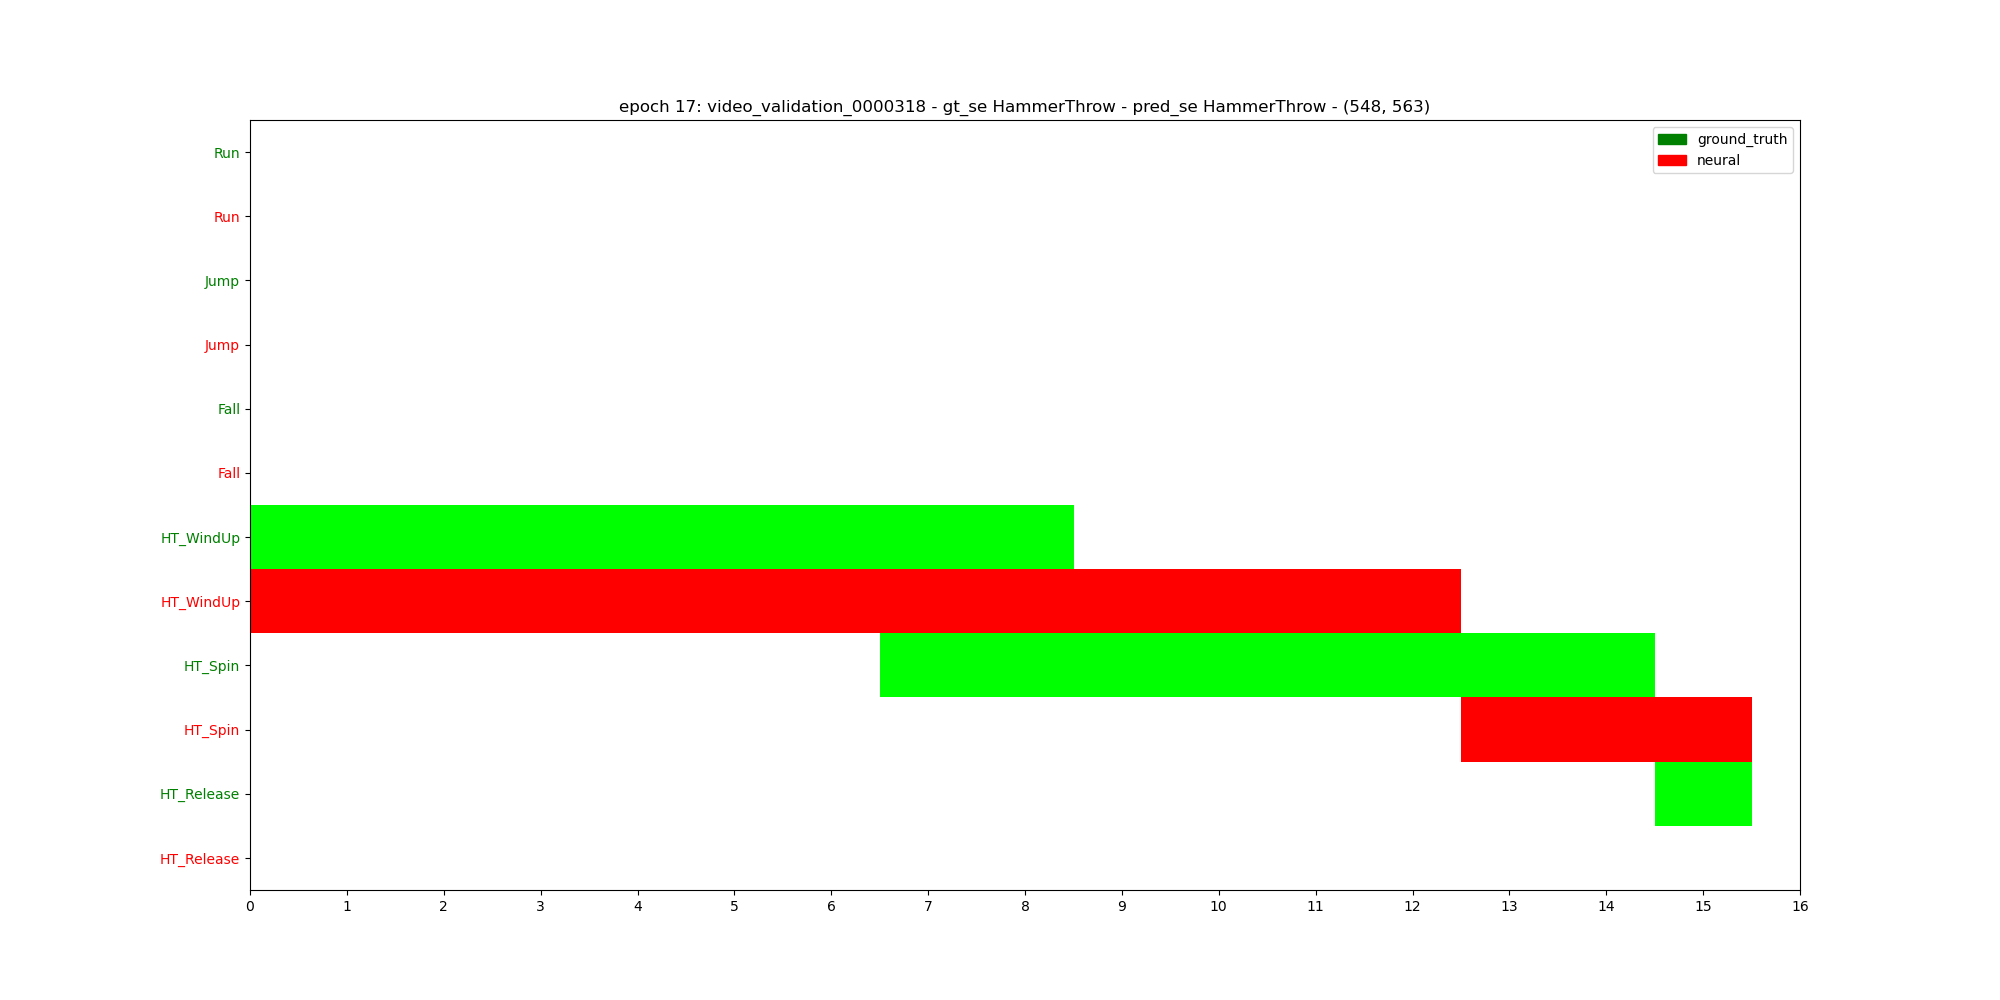 epoch 17: video_validation_0000318 - gt_se HammerThrow - pred_se HammerThrow - (548, 563)
ground_truth
neural
Run
Run
Jump
Jump
Fall
Fall
HT_WindUp
HT_WindUp
HT_Spin
HT_Spin
HT_Release
HT_Release
0 1 2 3 4 5 6 7 8 9 10 11 12 13 14 15 16